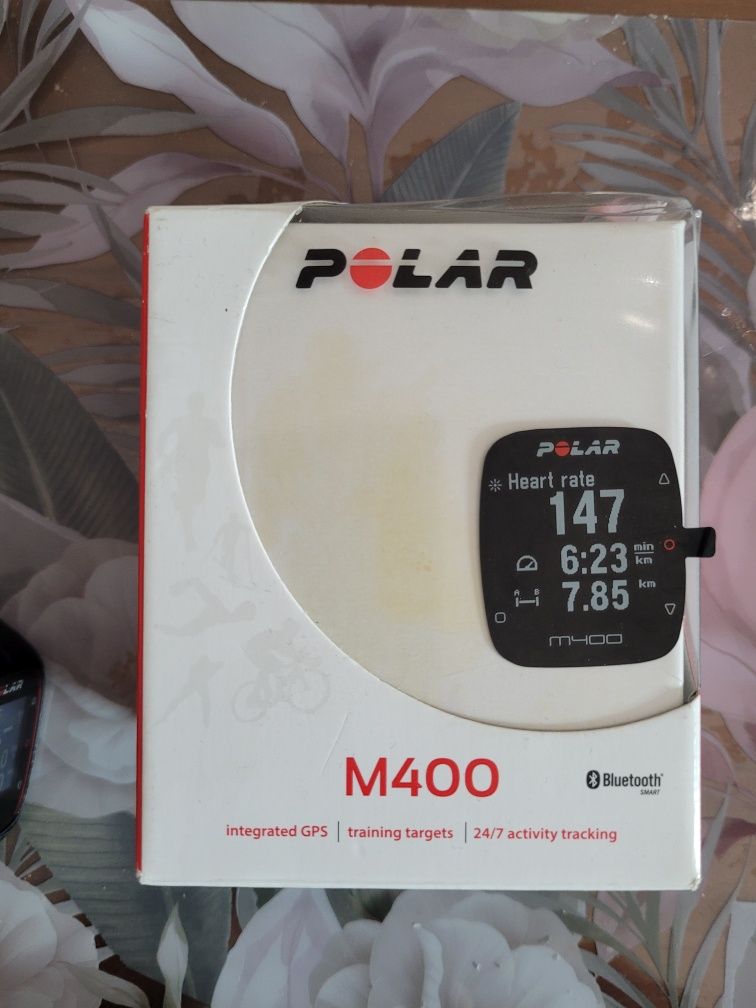 POLAR
POLAR
Heart rate
147
6:23 min/km
A B
7.85 km
M400
M400
Bluetooth®
SMART
integrated GPS | training targets | 24/7 activity tracking